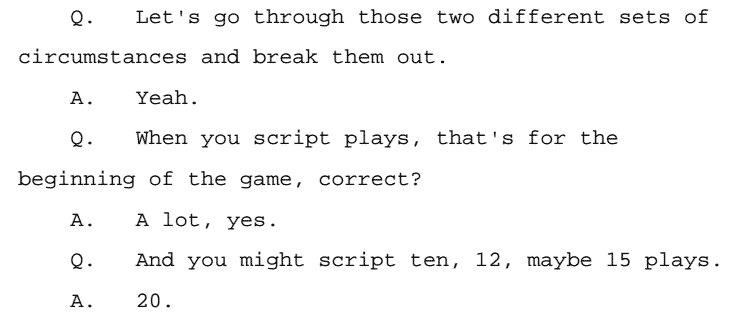 Q. Let's go through those two different sets of
circumstances and break them out.
A. Yeah.
Q. When you script plays, that's for the
beginning of the game, correct?
A. A lot, yes.
Q. And you might script ten, 12, maybe 15 plays.
A. 20.